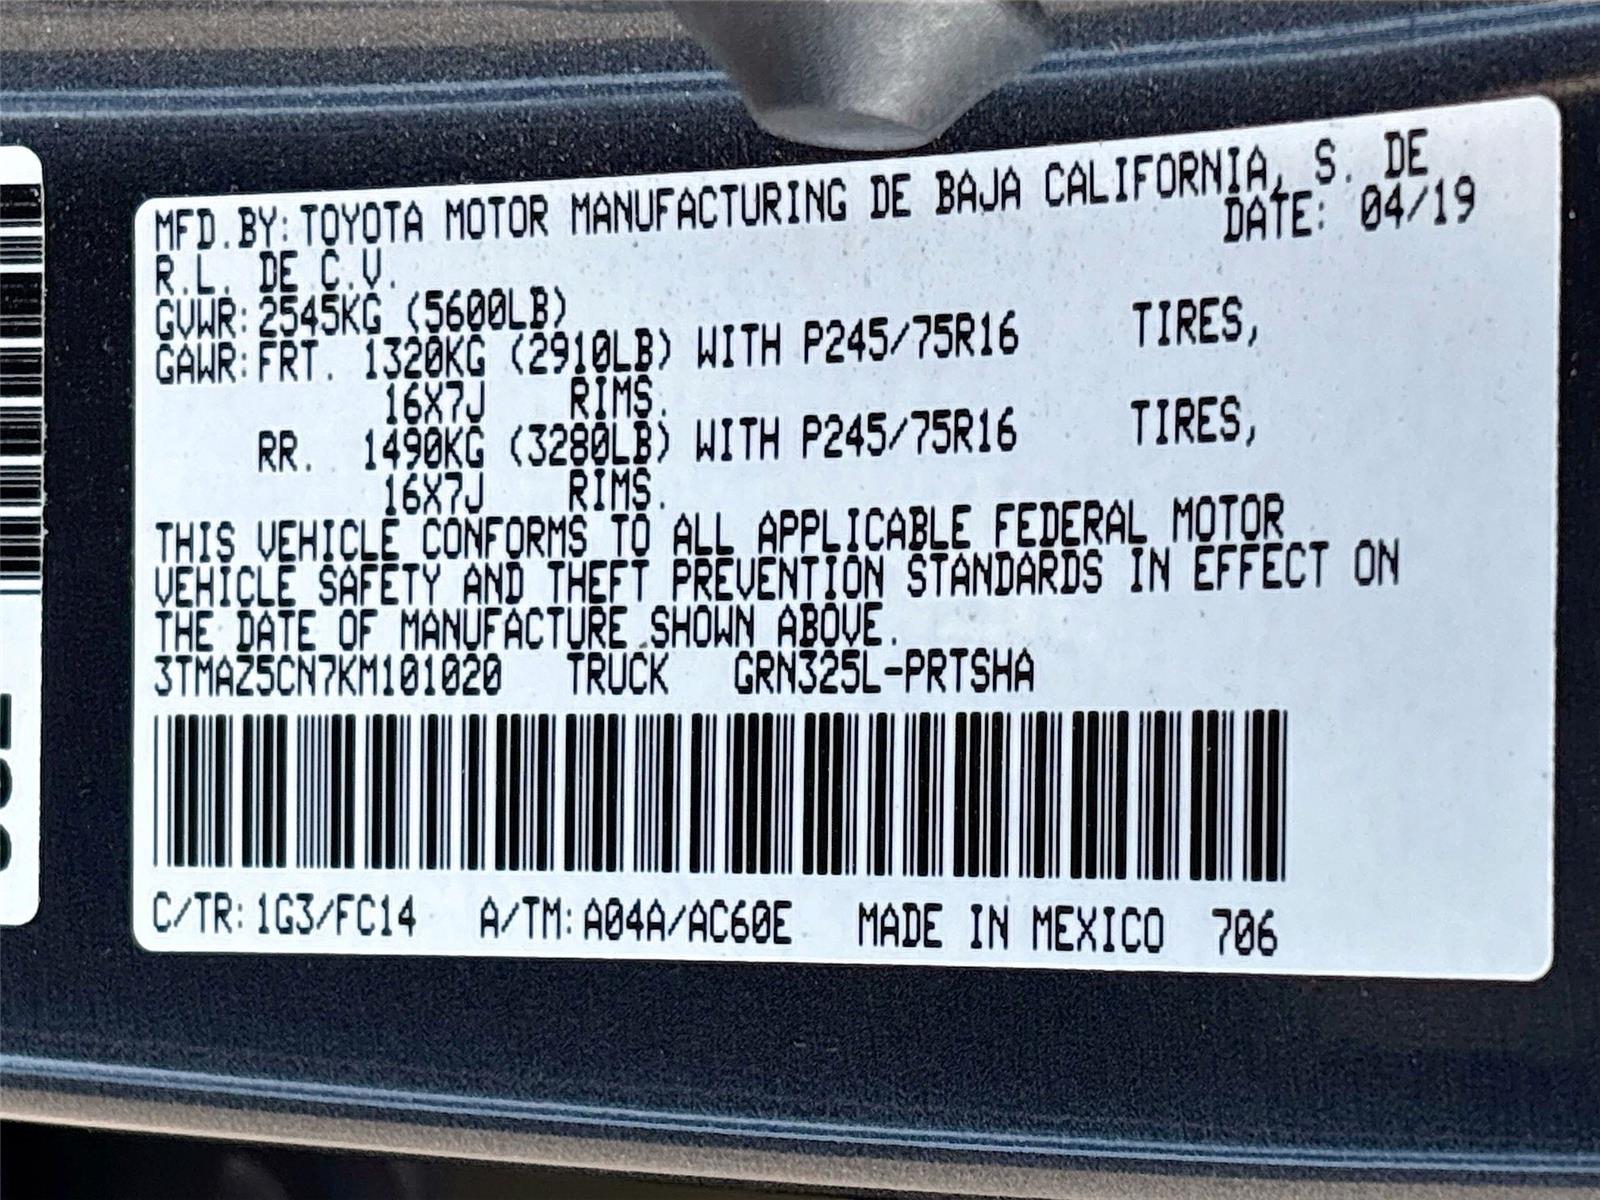 MFD.BY: TOYOTA MOTOR MANUFACTURING DE BAJA CALIFORNIA, S. DE
R.L. DE C.V. DATE: 04/19
GVWR: 2545KG (5600LB)
GAWR: FRT. 1320KG (2910LB) WITH P245/75R16 TIRES,
16X7J RIMS.
RR. 1490KG (3280LB) WITH P245/75R16 TIRES,
16X7J RIMS.
THIS VEHICLE CONFORMS TO ALL APPLICABLE FEDERAL MOTOR
VEHICLE SAFETY AND THEFT PREVENTION STANDARDS IN EFFECT ON
THE DATE OF MANUFACTURE SHOWN ABOVE.
3TMAZ5CN7KM101020 TRUCK GRN325L-PRTSHA
C/TR: 1G3/FC14 A/TM: A04A/AC60E MADE IN MEXICO 706